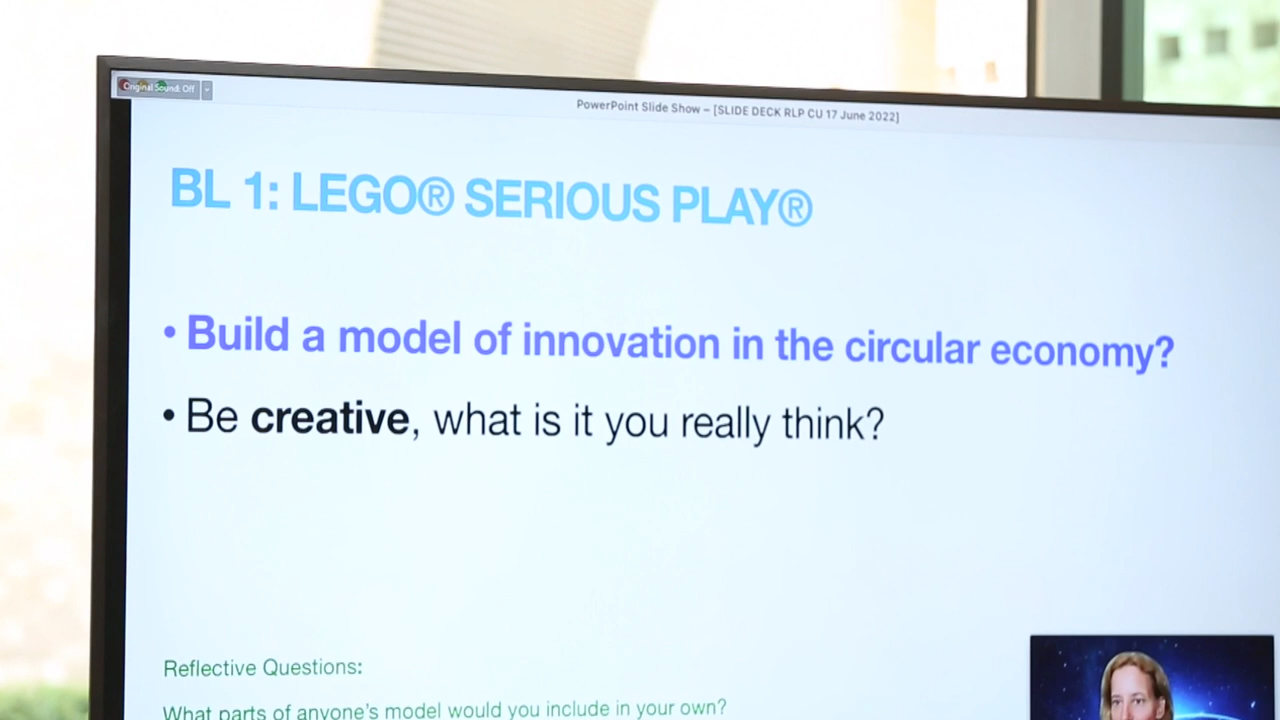 Original Sound: Off
PowerPoint Slide Show – [SLIDE DECK RLP CU 17 June 2022]
BL 1: LEGO® SERIOUS PLAY®
• Build a model of innovation in the circular economy?
• Be creative, what is it you really think?
Reflective Questions:
What parts of anyone's model would you include in your own?